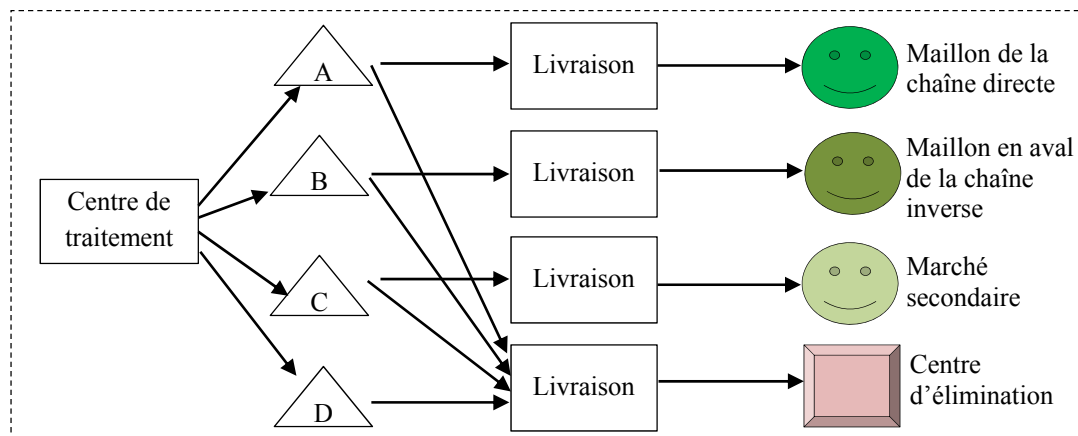 A
Livraison
Maillon de la
chaîne directe
B
Livraison
Maillon en aval
de la chaîne
inverse
Centre de
traitement
C
Livraison
Marché
secondaire
D
Livraison
Centre
d’élimination